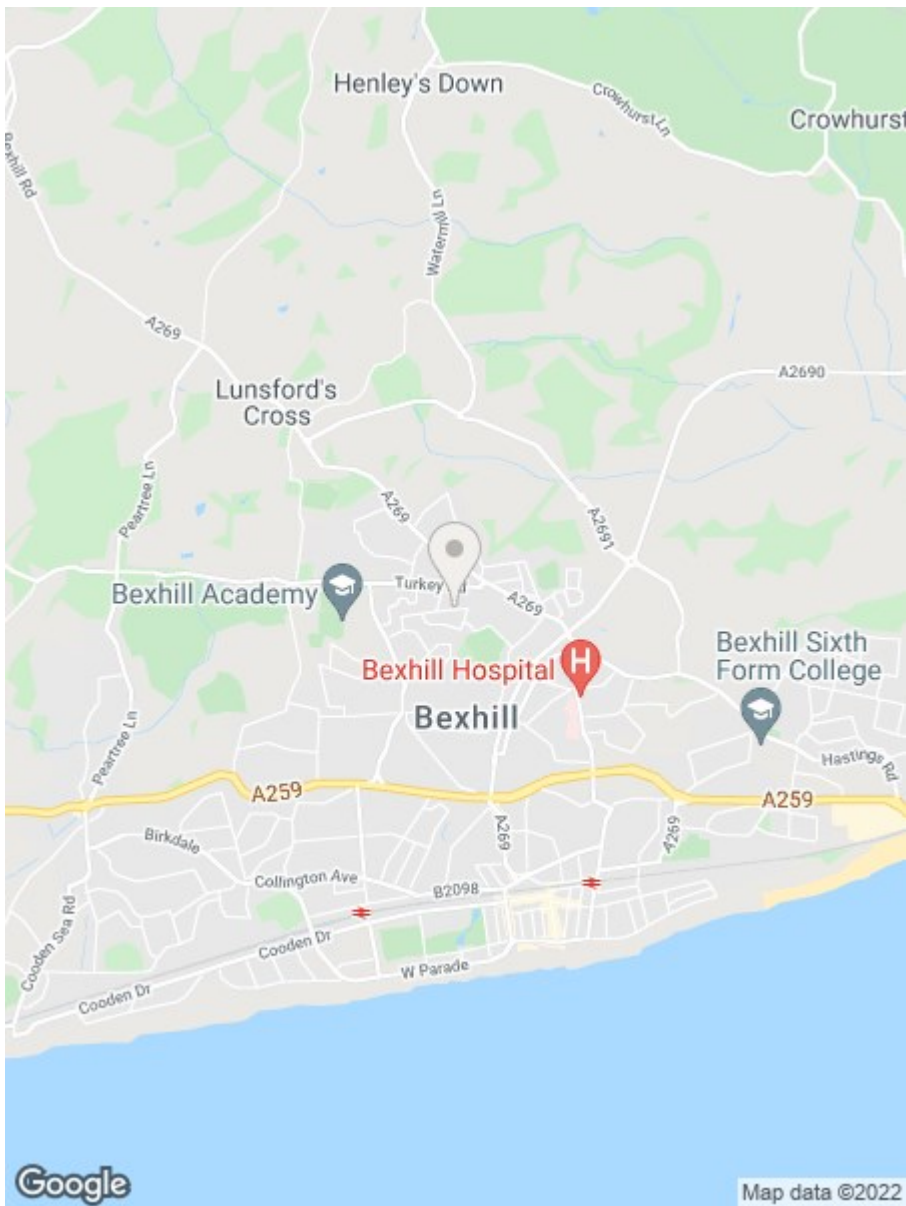 Henley's Down
Crowhurst Ln
Crowhurst
Bexhill Rd
Watermill Ln
A269
A2690
Lunsford's
Cross
Peartree Ln
A269
A2691
Turkey
A269
Bexhill Academy
Bexhill Hospital
H
Bexhill Sixth
Form College
Bexhill
Peartree Ln
Hastings Rd
A259
A259
Birkdale
A269
A269
Collington Ave
B2098
Cooden Sea Rd
Cooden Dr
W Parade
Cooden Dr
Google
Map data ©2022